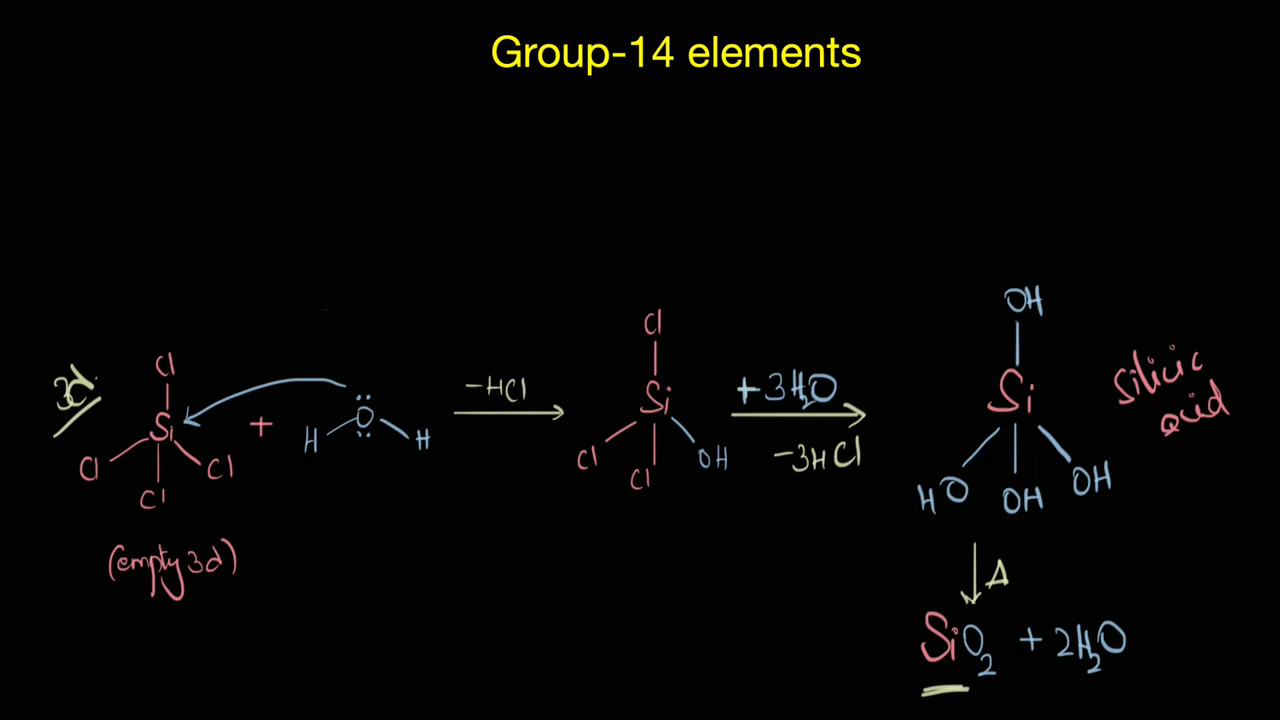 Group-14 elements
3d.
Cl
Si
Cl
Cl
Cl
(empty 3d)
+
H
O
H
-HCl
Cl
Si
Cl
Cl
OH
+3H2O
-3HCl
OH
Si
HO
OH
OH
Silicic
acid
Δ
SiO2 + 2H2O